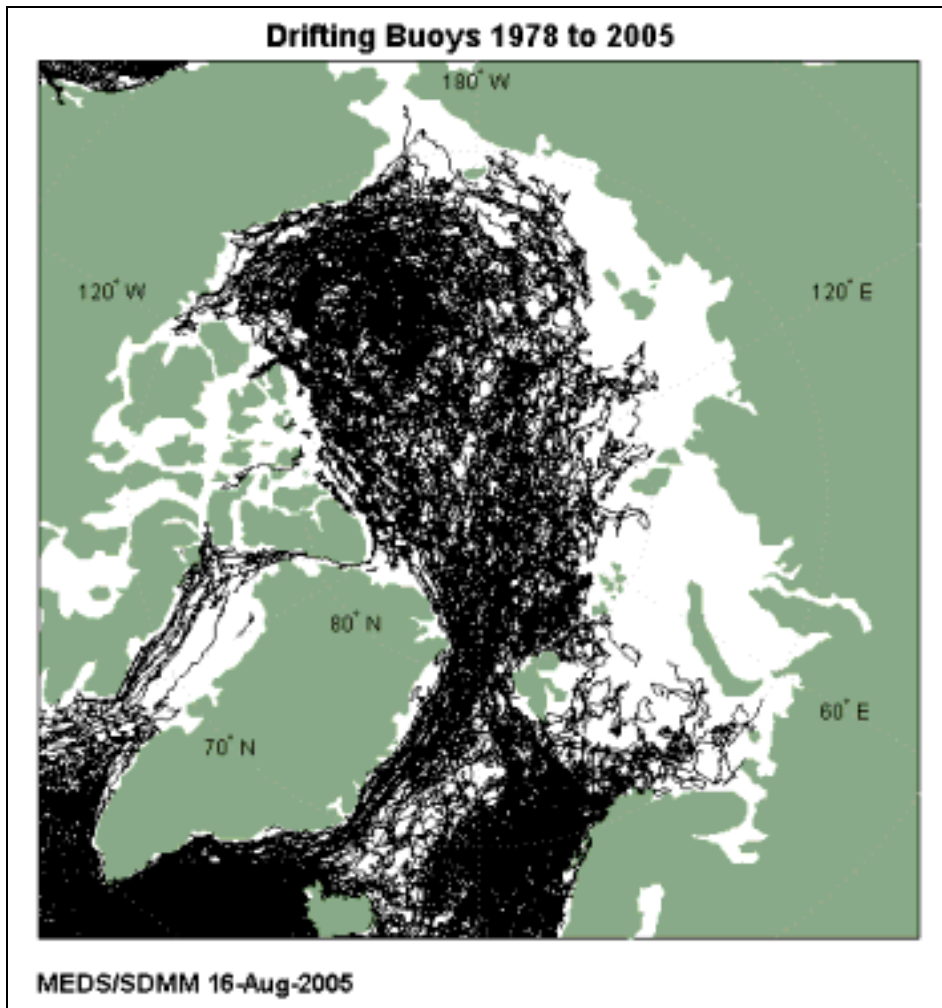 Drifting Buoys 1978 to 2005
180° W
120° W
120° E
80° N
60° E
70° N
MEDS/SDMM 16-Aug-2005